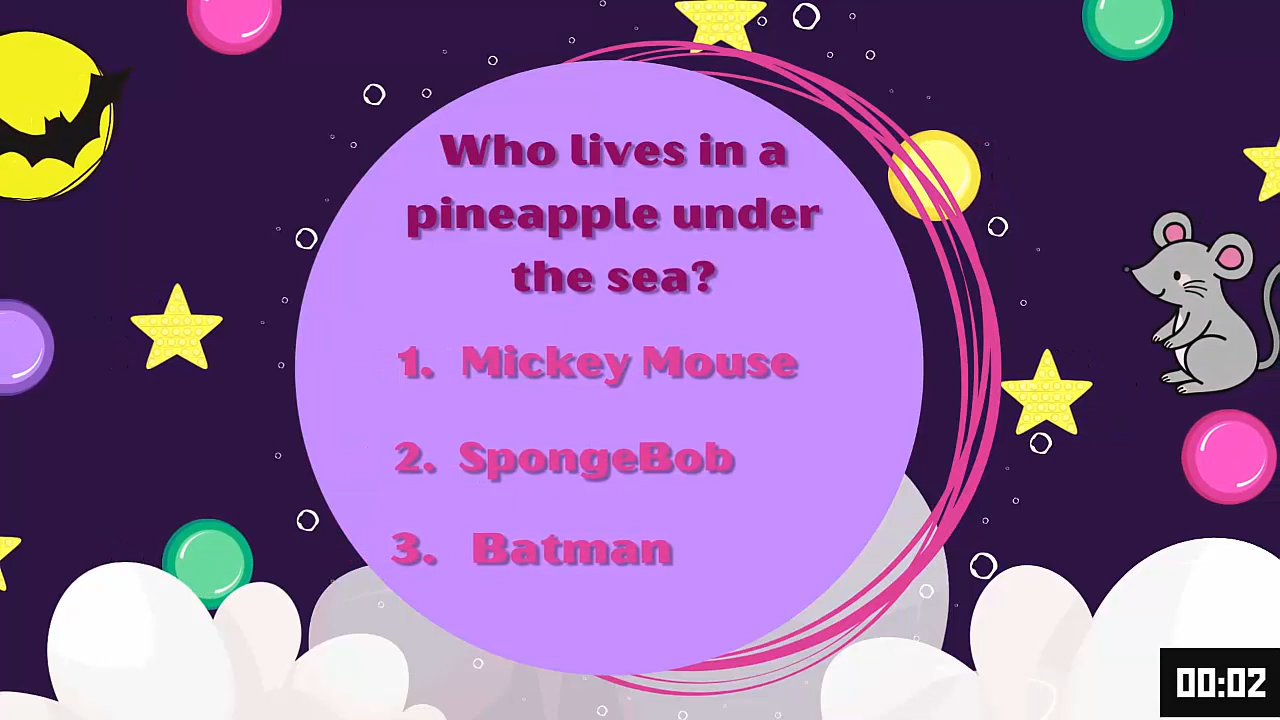 Who lives in a
pineapple under
the sea?
1. Mickey Mouse
2. SpongeBob
3. Batman
00:02